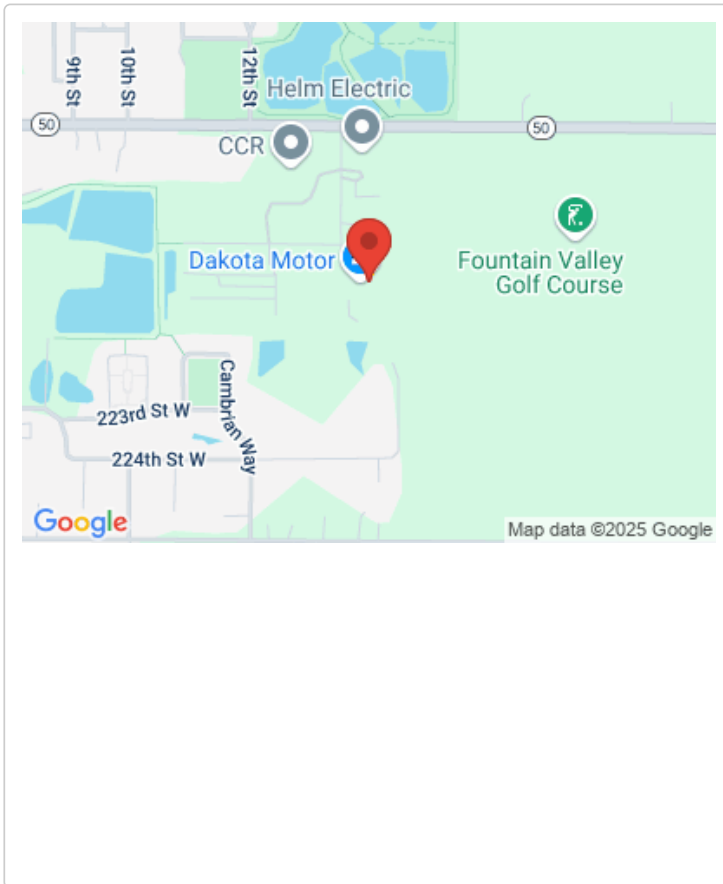 9th St
10th St
12th St
Helm Electric
50
CCR
50
Dakota Motor
Fountain Valley
Golf Course
Cambrian Way
223rd St W
224th St W
Google
Map data ©2025 Google